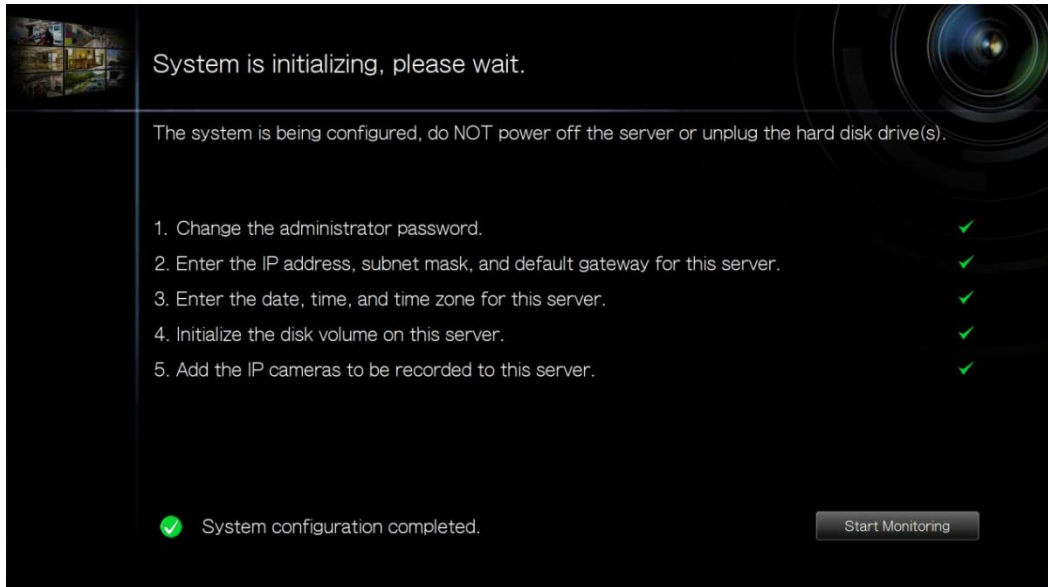 System is initializing, please wait.
The system is being configured, do NOT power off the server or unplug the hard disk drive(s).
1. Change the administrator password.
2. Enter the IP address, subnet mask, and default gateway for this server.
3. Enter the date, time, and time zone for this server.
4. Initialize the disk volume on this server.
5. Add the IP cameras to be recorded to this server.
System configuration completed.
Start Monitoring